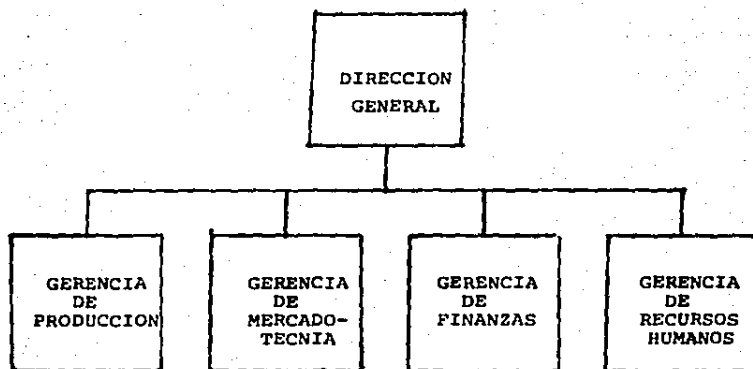 DIRECCION
GENERAL
GERENCIA
DE
PRODUCCION
GERENCIA
DE
MERCADO-
TECNIA
GERENCIA
DE
FINANZAS
GERENCIA
DE
RECURSOS
HUMANOS